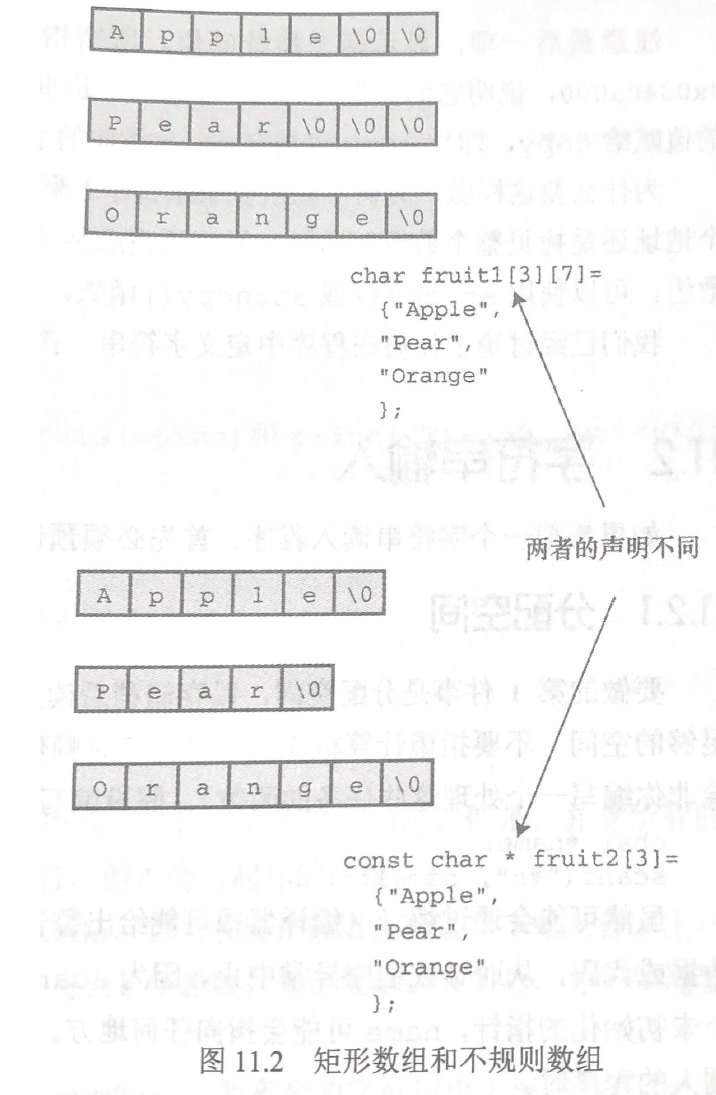 A p p l e \0 \0
P e a r \0 \0 \0
O r a n g e \0
char fruit1[3][7]=
{"Apple",
"Pear",
"Orange"
};
两者的声明不同
A p p l e \0
P e a r \0
O r a n g e \0
const char * fruit2[3]=
{"Apple",
"Pear",
"Orange"
};
图 11.2 矩形数组和不规则数组